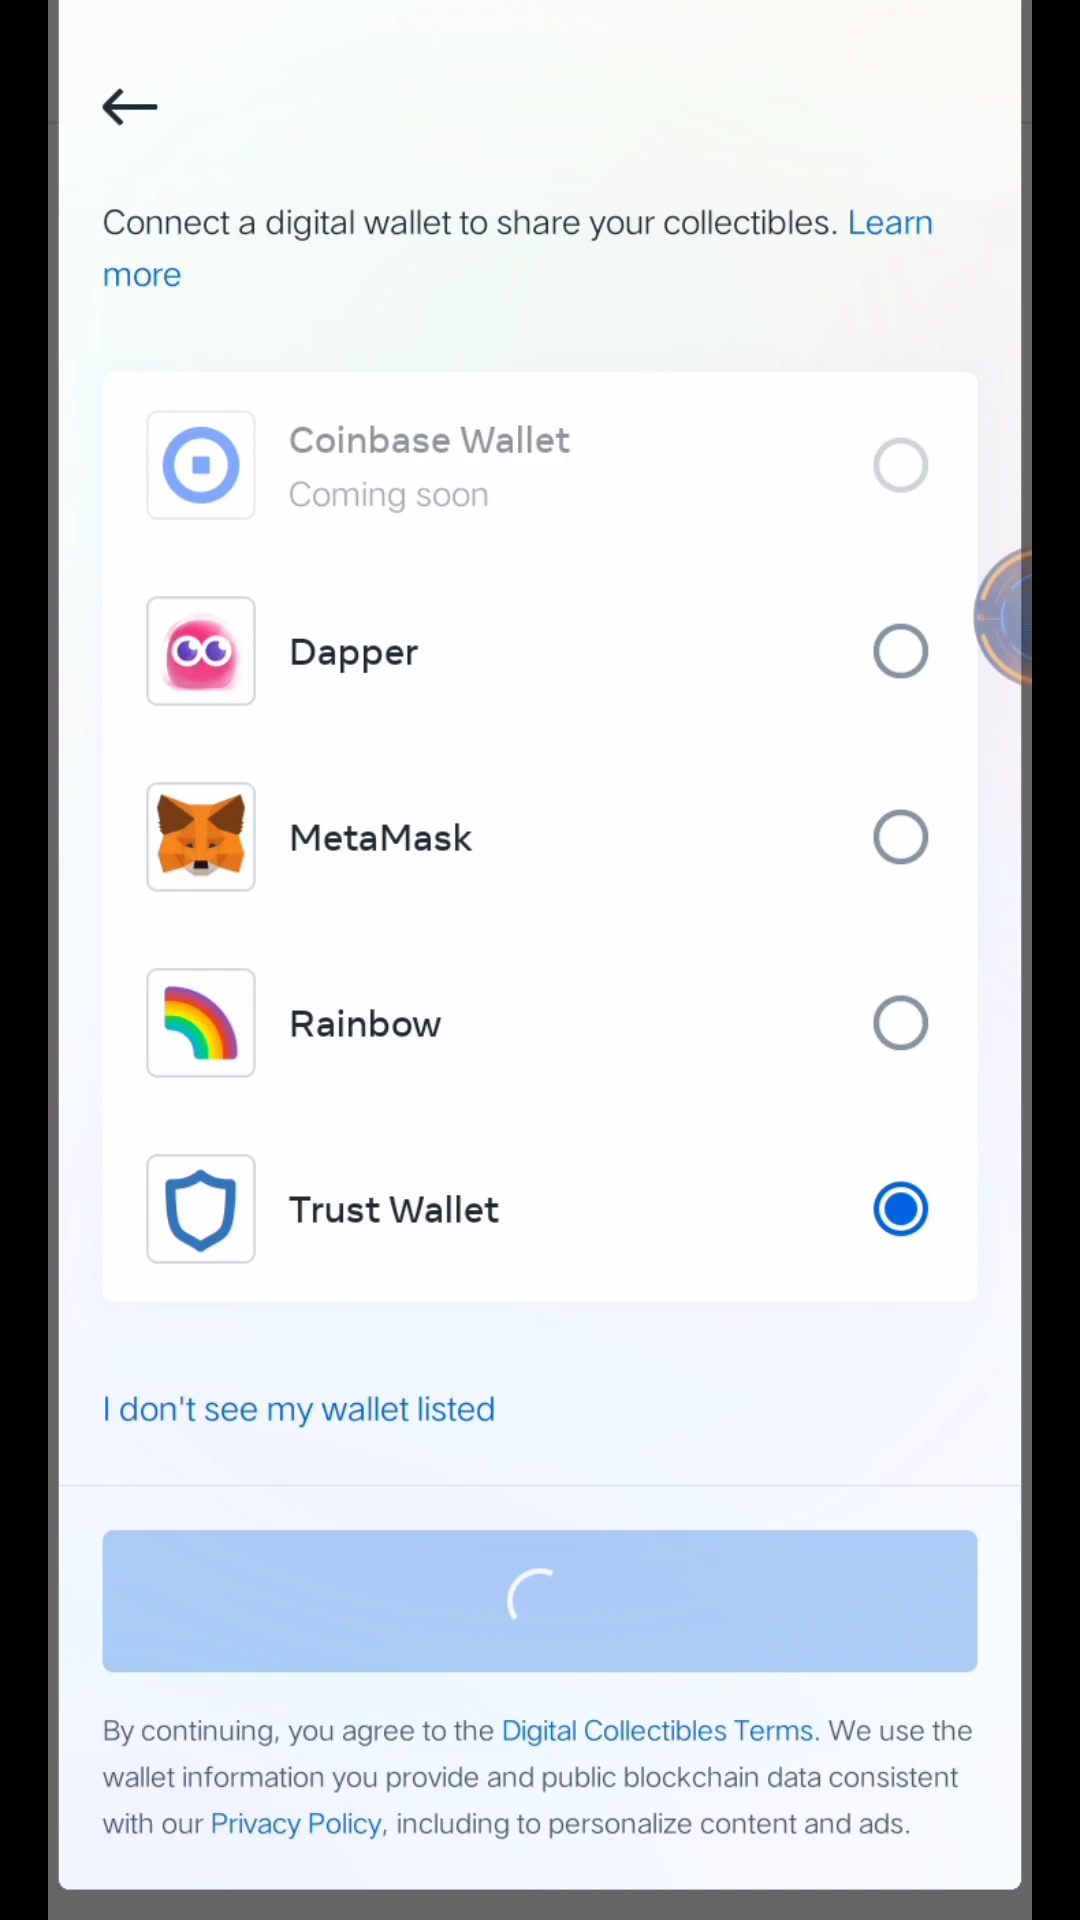 Connect a digital wallet to share your collectibles. Learn
more
Coinbase Wallet
Coming soon
Dapper
MetaMask
Rainbow
Trust Wallet
I don't see my wallet listed
By continuing, you agree to the Digital Collectibles Terms. We use the
wallet information you provide and public blockchain data consistent
with our Privacy Policy, including to personalize content and ads.